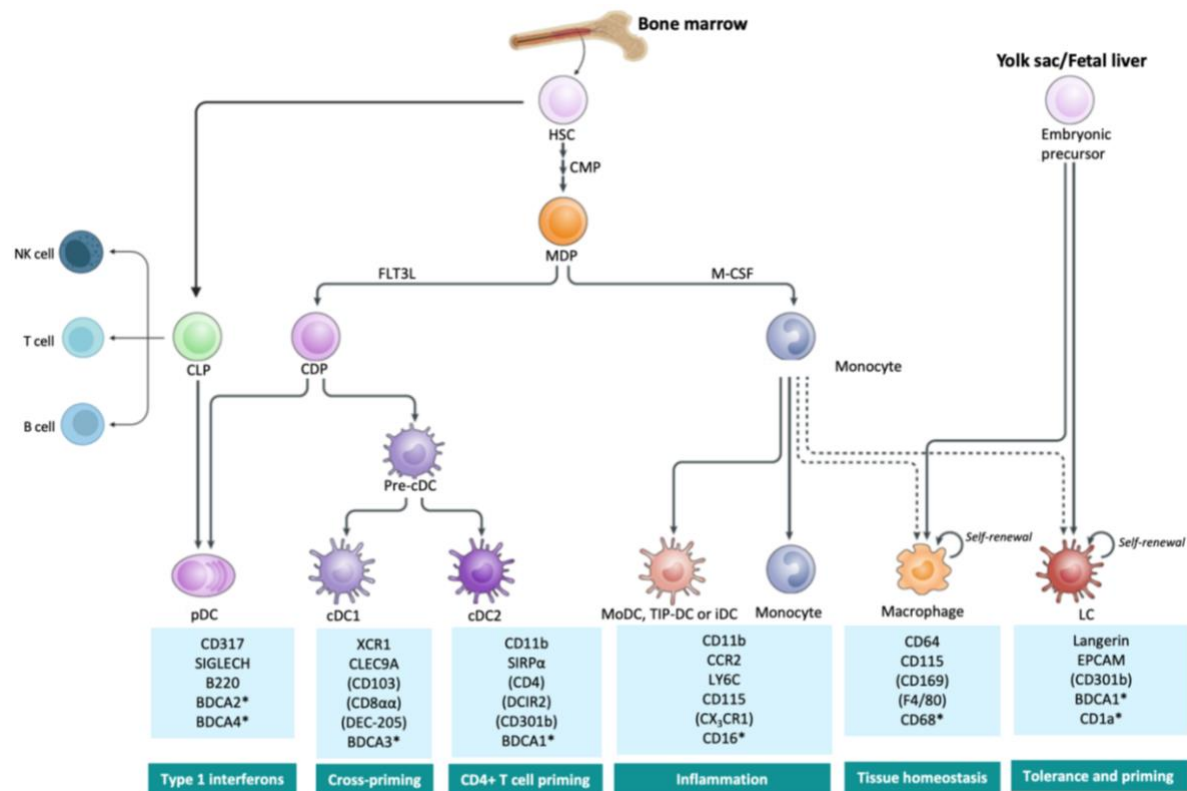 Bone marrow
Yolk sac/Fetal liver
HSC
Embryonic
precursor
CMP
MDP
NK cell
FLT3L
M-CSF
T cell
CLP
CDP
Monocyte
B cell
Pre-cDC
Self-renewal
Self-renewal
pDC
cDC1
cDC2
MoDC, TIP-DC or iDC
Monocyte
Macrophage
LC
CD317
SIGLECH
B220
BDCA2*
BDCA4*
XCR1
CLEC9A
(CD103)
(CD8αα)
(DEC-205)
BDCA3*
CD11b
SIRPα
(CD4)
(DCIR2)
(CD301b)
BDCA1*
CD11b
CCR2
LY6C
CD115
(CX₃CR1)
CD16*
CD64
CD115
(CD169)
(F4/80)
CD68*
Langerin
EPCAM
(CD301b)
BDCA1*
CD1a*
Type 1 interferons
Cross-priming
CD4+ T cell priming
Inflammation
Tissue homeostasis
Tolerance and priming